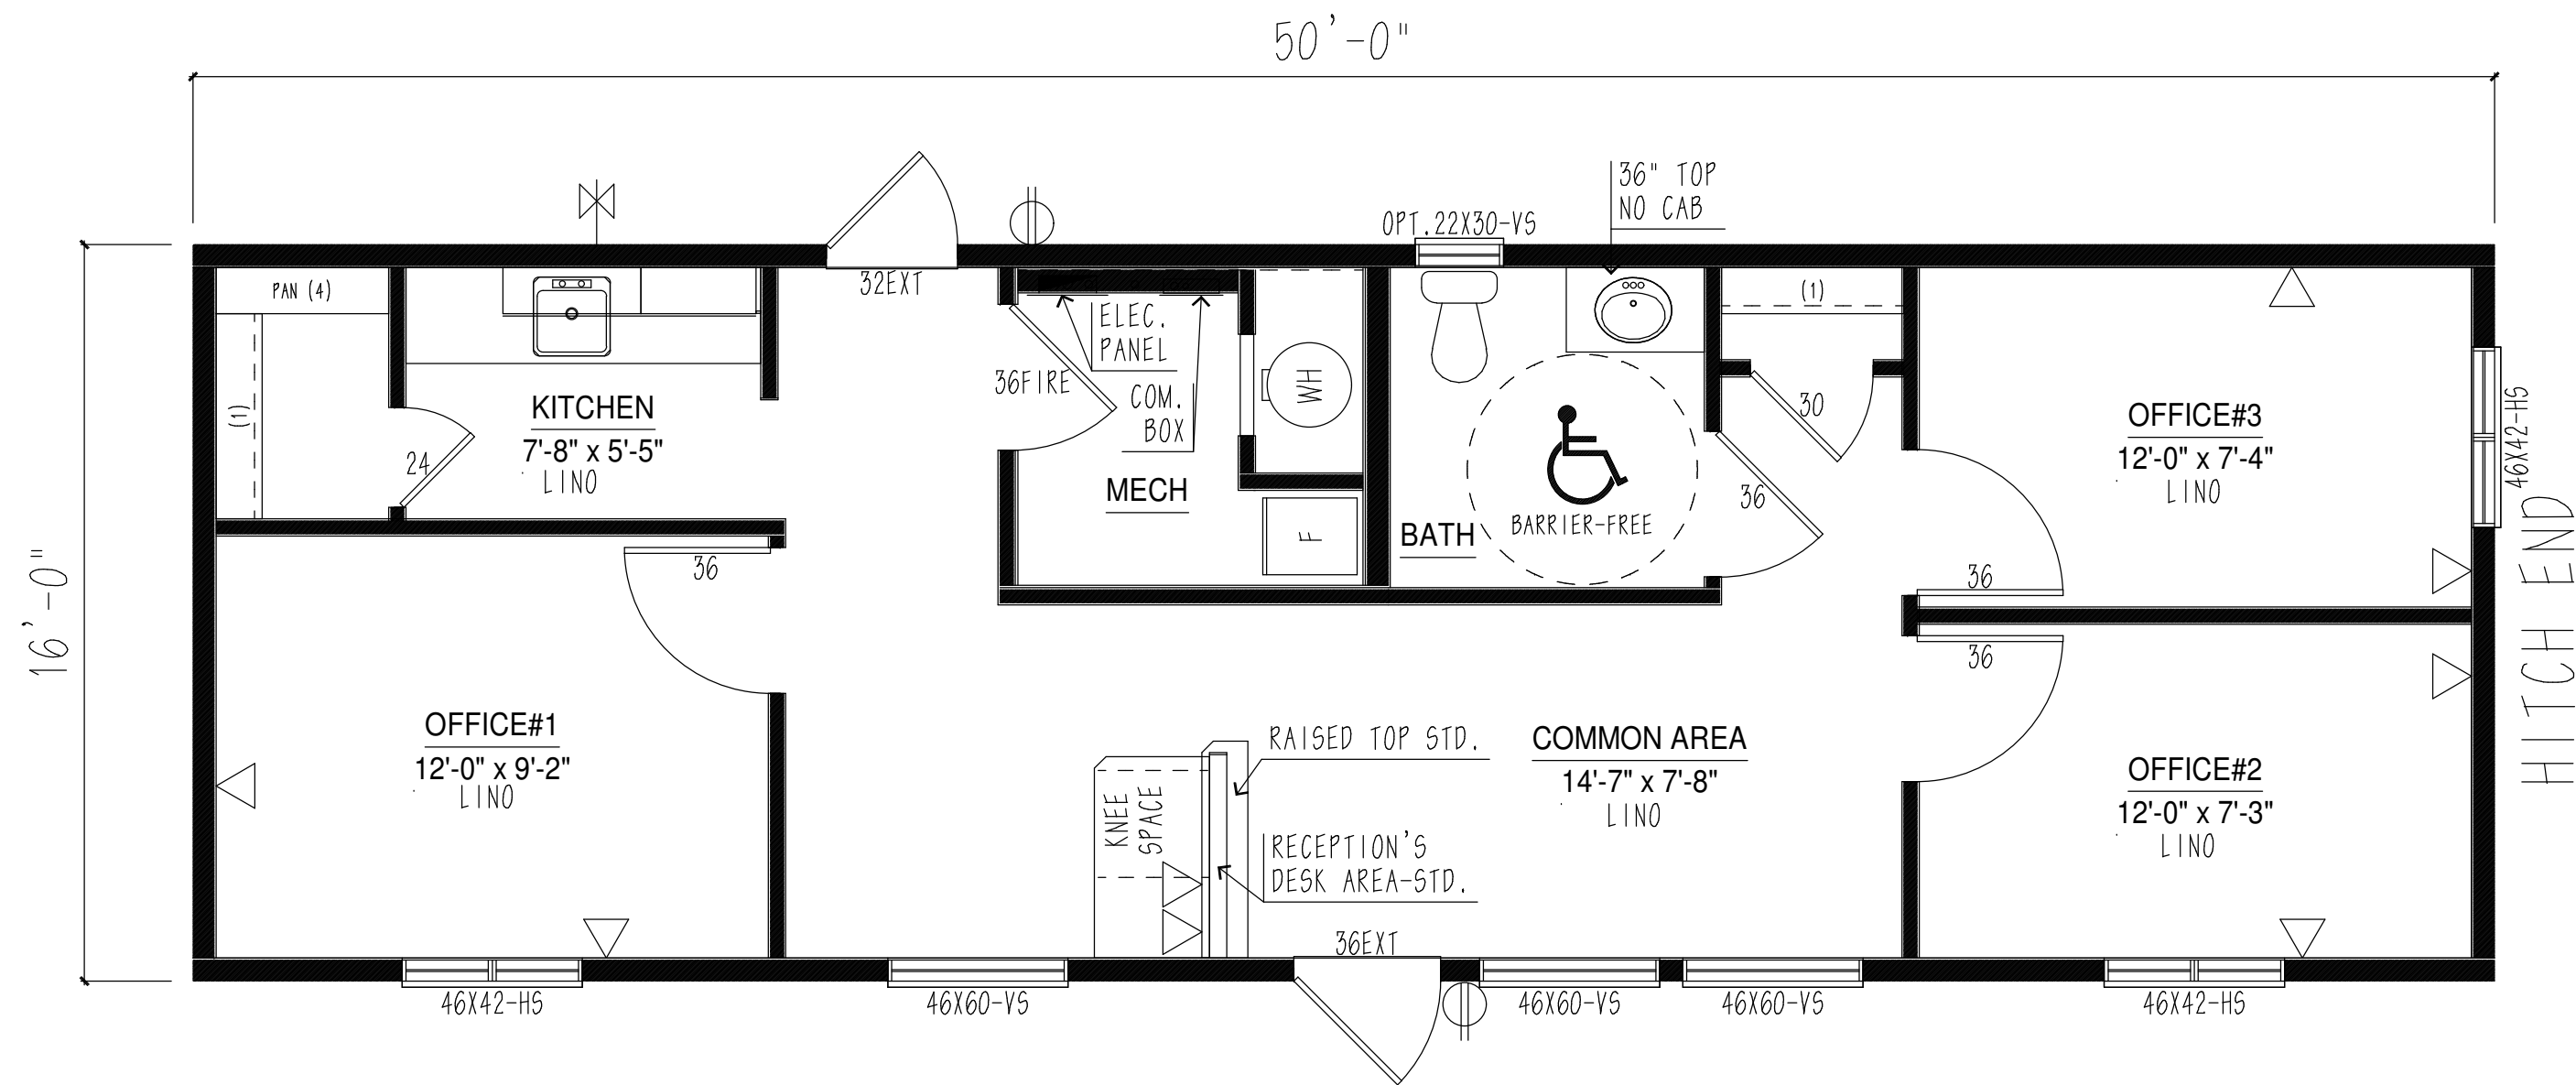 50'-0"
36" TOP
NO CAB
OPT.22X30-VS
32EXT
PAN (4)
(1)
ELEC.
PANEL
(1)
36FIRE
COM.
BOX
WH
30
KITCHEN
7'-8" x 5'-5"
LINO
24
OFFICE#3
12'-0" x 7'-4"
LINO
46X42-HS
MECH
36
BATH
BARRIER-FREE
F
36
36
HITCH END
16'-0"
36
OFFICE#1
12'-0" x 9'-2"
LINO
RAISED TOP STD.
COMMON AREA
14'-7" x 7'-8"
LINO
KNEE
SPACE
RECEPTION'S
DESK AREA-STD.
OFFICE#2
12'-0" x 7'-3"
LINO
36EXT
46X42-HS
46X60-VS
46X60-VS
46X60-VS
46X42-HS